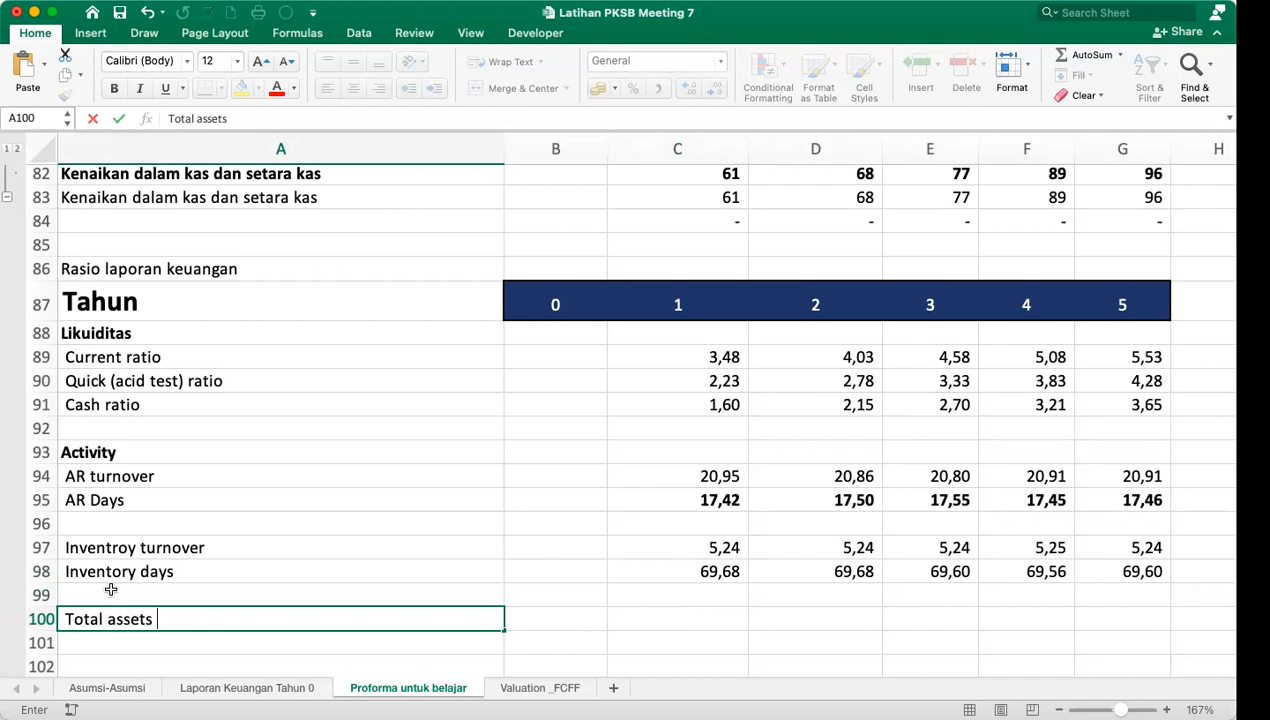 Latihan PKSB Meeting 7
Search Sheet
Home Insert Draw Page Layout Formulas Data Review View Developer
Share
Paste
Calibri (Body) 12
A A
B I U A
Wrap Text
Merge & Center
General
%
Conditional Formatting
Format as Table
Cell Styles
Insert
Delete
Format
AutoSum
Fill
Clear
Sort & Filter
Find & Select
A100 fx Total assets
1 2
A B C D E F G H
82 Kenaikan dalam kas dan setara kas 61 68 77 89 96
83 Kenaikan dalam kas dan setara kas 61 68 77 89 96
84 - - - - -
85
86 Rasio laporan keuangan
87 Tahun 0 1 2 3 4 5
88 Likuiditas
89 Current ratio 3,48 4,03 4,58 5,08 5,53
90 Quick (acid test) ratio 2,23 2,78 3,33 3,83 4,28
91 Cash ratio 1,60 2,15 2,70 3,21 3,65
92
93 Activity
94 AR turnover 20,95 20,86 20,80 20,91 20,91
95 AR Days 17,42 17,50 17,55 17,45 17,46
96
97 Inventroy turnover 5,24 5,24 5,24 5,25 5,24
98 Inventory days 69,68 69,68 69,60 69,56 69,60
99
100 Total assets
101
102
Asumsi-Asumsi Laporan Keuangan Tahun 0 Proforma untuk belajar Valuation _FCFF
Enter 167%